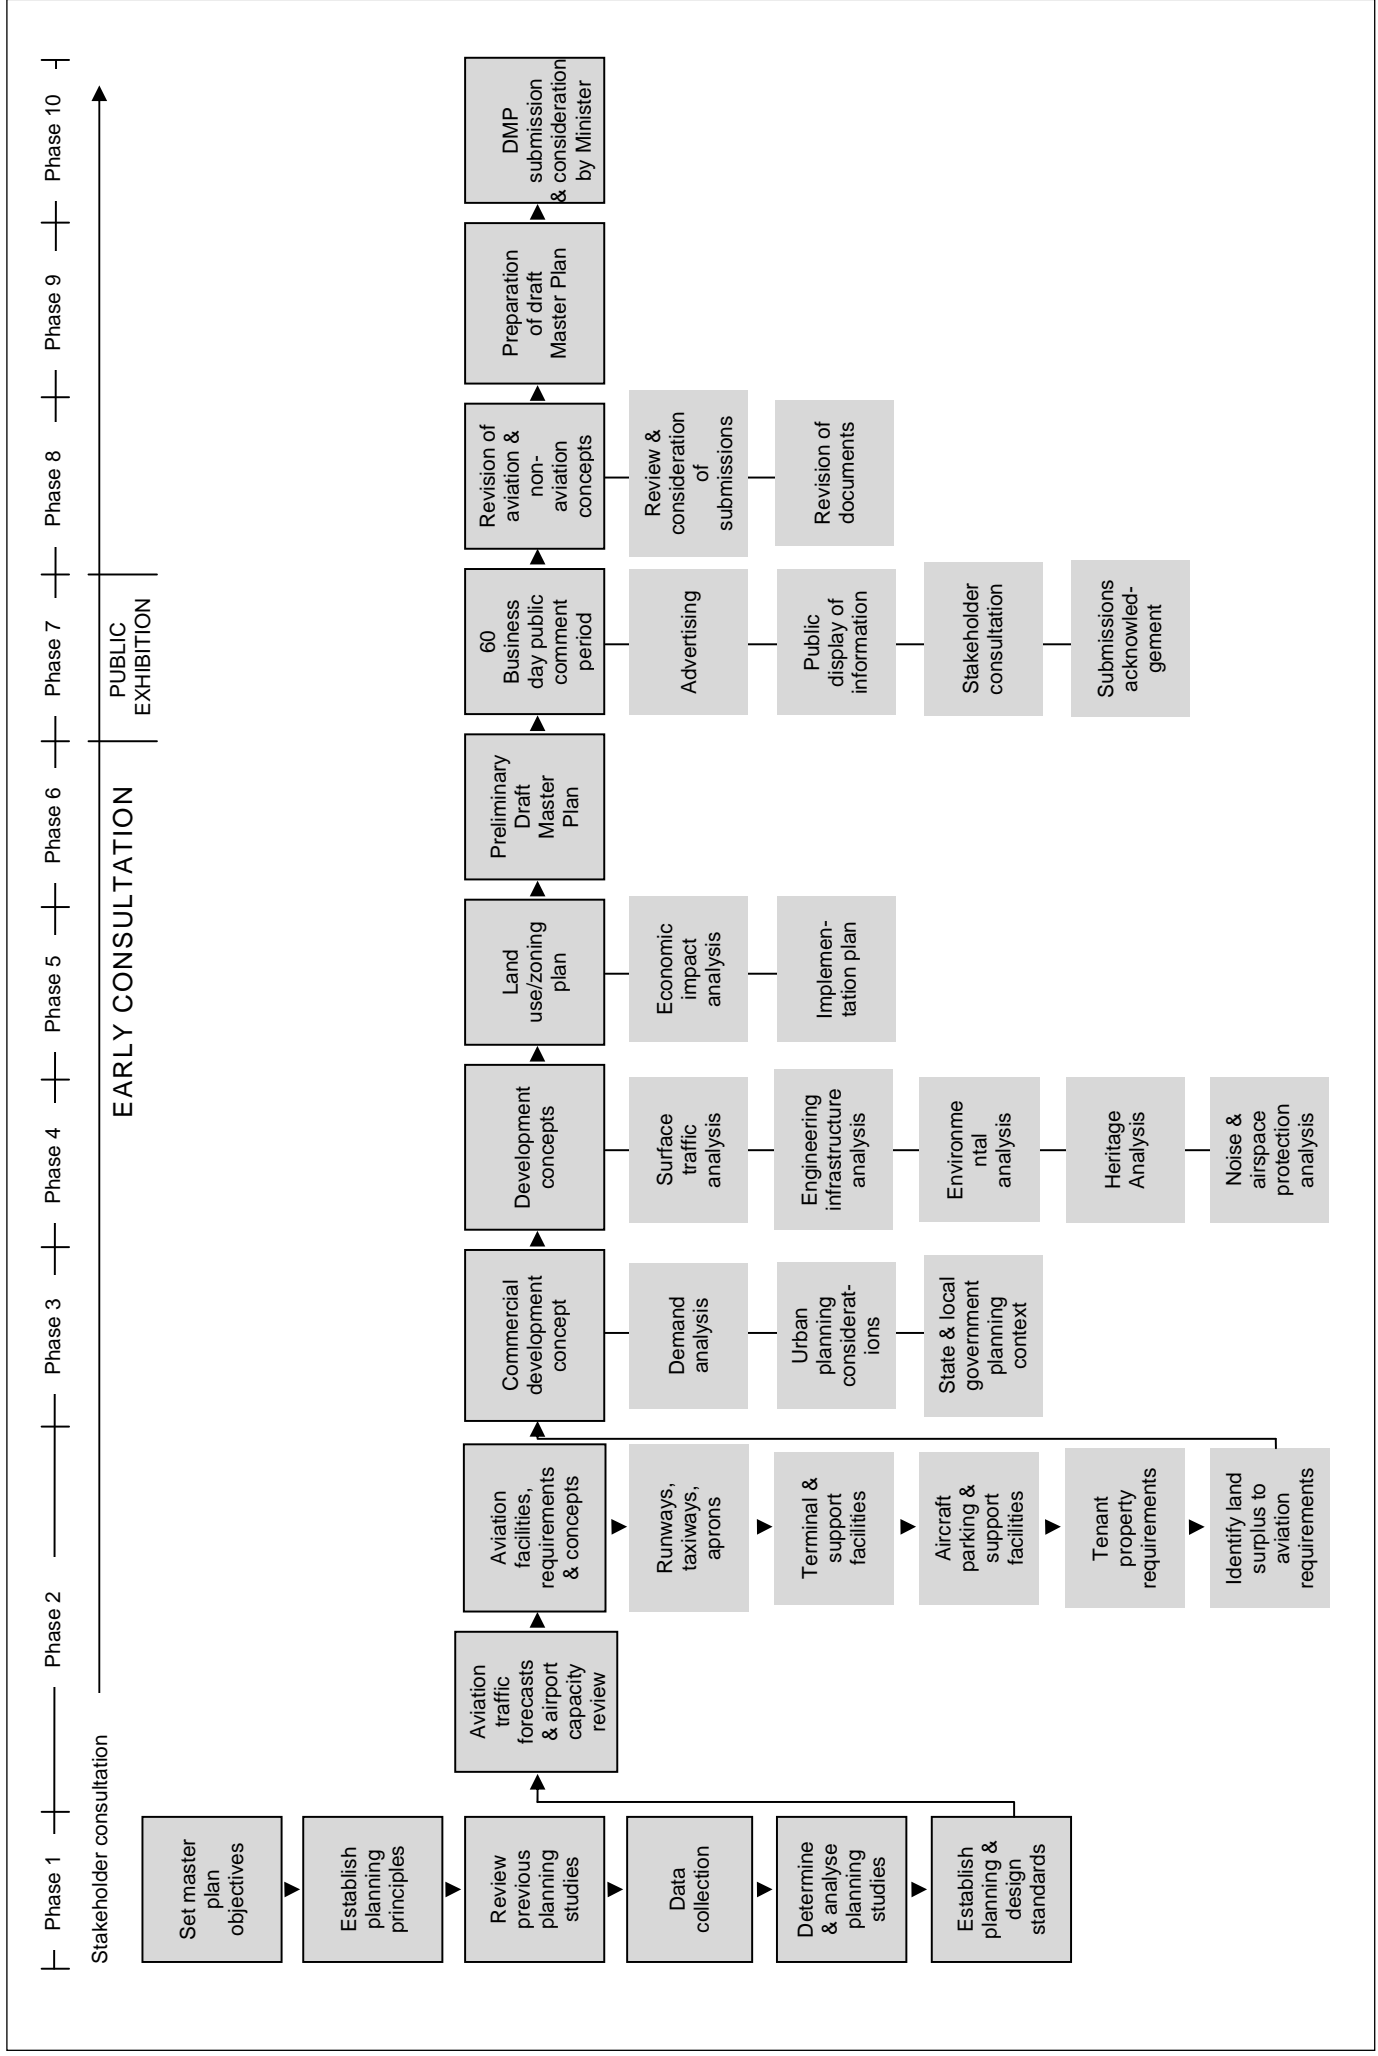 Phase 1
Phase 2
Phase 3
Phase 4
Phase 5
Phase 6
Phase 7
Phase 8
Phase 9
Phase 10
Stakeholder consultation
EARLY CONSULTATION
PUBLIC
EXHIBITION
Set master
plan
objectives
Establish
planning
principles
Review
previous
planning
studies
Data
collection
Determine
& analyse
planning
studies
Establish
planning &
design
standards
Aviation
traffic
forecasts
& airport
capacity
review
Aviation
facilities,
requirements
& concepts
Runways,
taxiways,
aprons
Terminal &
support
facilities
Aircraft
parking &
support
facilities
Tenant
property
requirements
Identify land
surplus to
aviation
requirements
Commercial
development
concept
Demand
analysis
Urban
planning
considerat-
ions
State & local
government
planning
context
Development
concepts
Surface
traffic
analysis
Engineering
infrastructure
analysis
Environme
ntal
analysis
Heritage
Analysis
Noise &
airspace
protection
analysis
Land
use/zoning
plan
Economic
impact
analysis
Implemen-
tation plan
Preliminary
Draft
Master
Plan
60
Business
day public
comment
period
Advertising
Public
display of
information
Stakeholder
consultation
Submissions
acknowled-
gement
Revision of
aviation &
non-
aviation
concepts
Review &
consideration
of
submissions
Revision of
documents
Preparation
of draft
Master Plan
DMP
submission
& consideration
by Minister